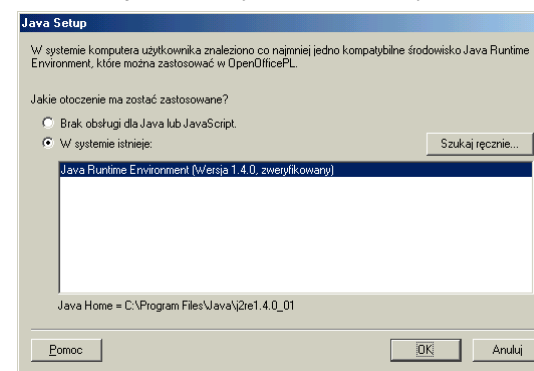 Java Setup
W systemie komputera użytkownika znaleziono co najmniej jedno kompatybilne środowisko Java Runtime
Environment, które można zastosować w OpenOfficePL.
Jakie otoczenie ma zostać zastosowane?
Brak obsługi dla Java lub JavaScript.
W systemie istnieje:
Szukaj ręcznie...
Java Runtime Environment (Wersja 1.4.0, zweryfikowany)
Java Home = C:\Program Files\Java\j2re1.4.0_01
Pomoc
OK
Anuluj